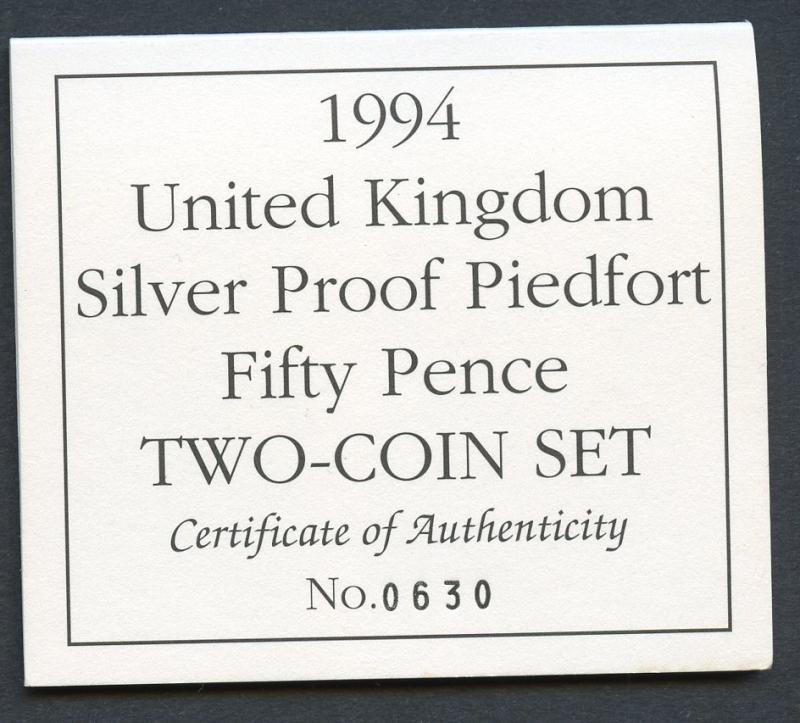 1994
United Kingdom
Silver Proof Piedfort
Fifty Pence
TWO-COIN SET
Certificate of Authenticity
No.0630